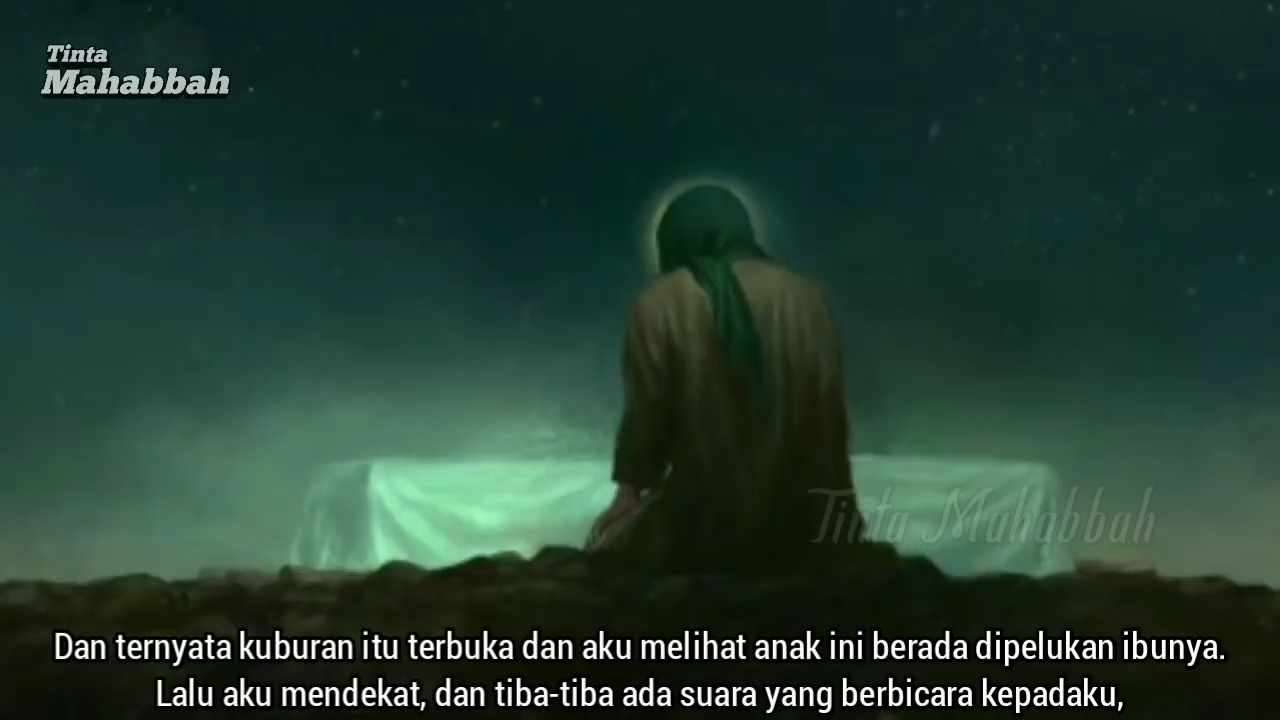 Tinta
Mahabbah
Tinta Mahabbah
Dan ternyata kuburan itu terbuka dan aku melihat anak ini berada dipelukan ibunya.
Lalu aku mendekat, dan tiba-tiba ada suara yang berbicara kepadaku,